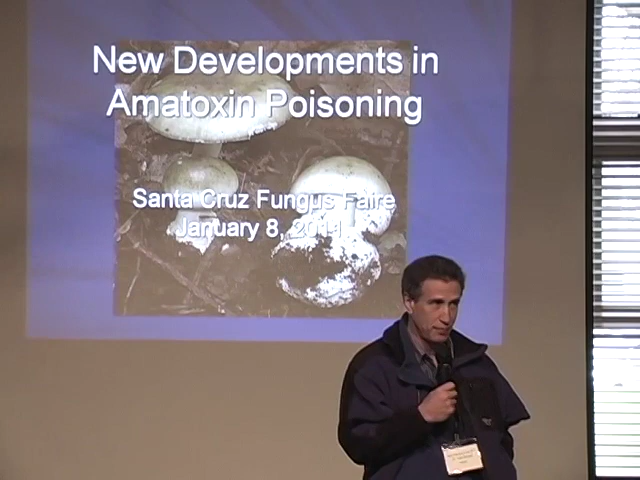 New Developments in
Amatoxin Poisoning
Santa Cruz Fungus Faire
January 8, 2011